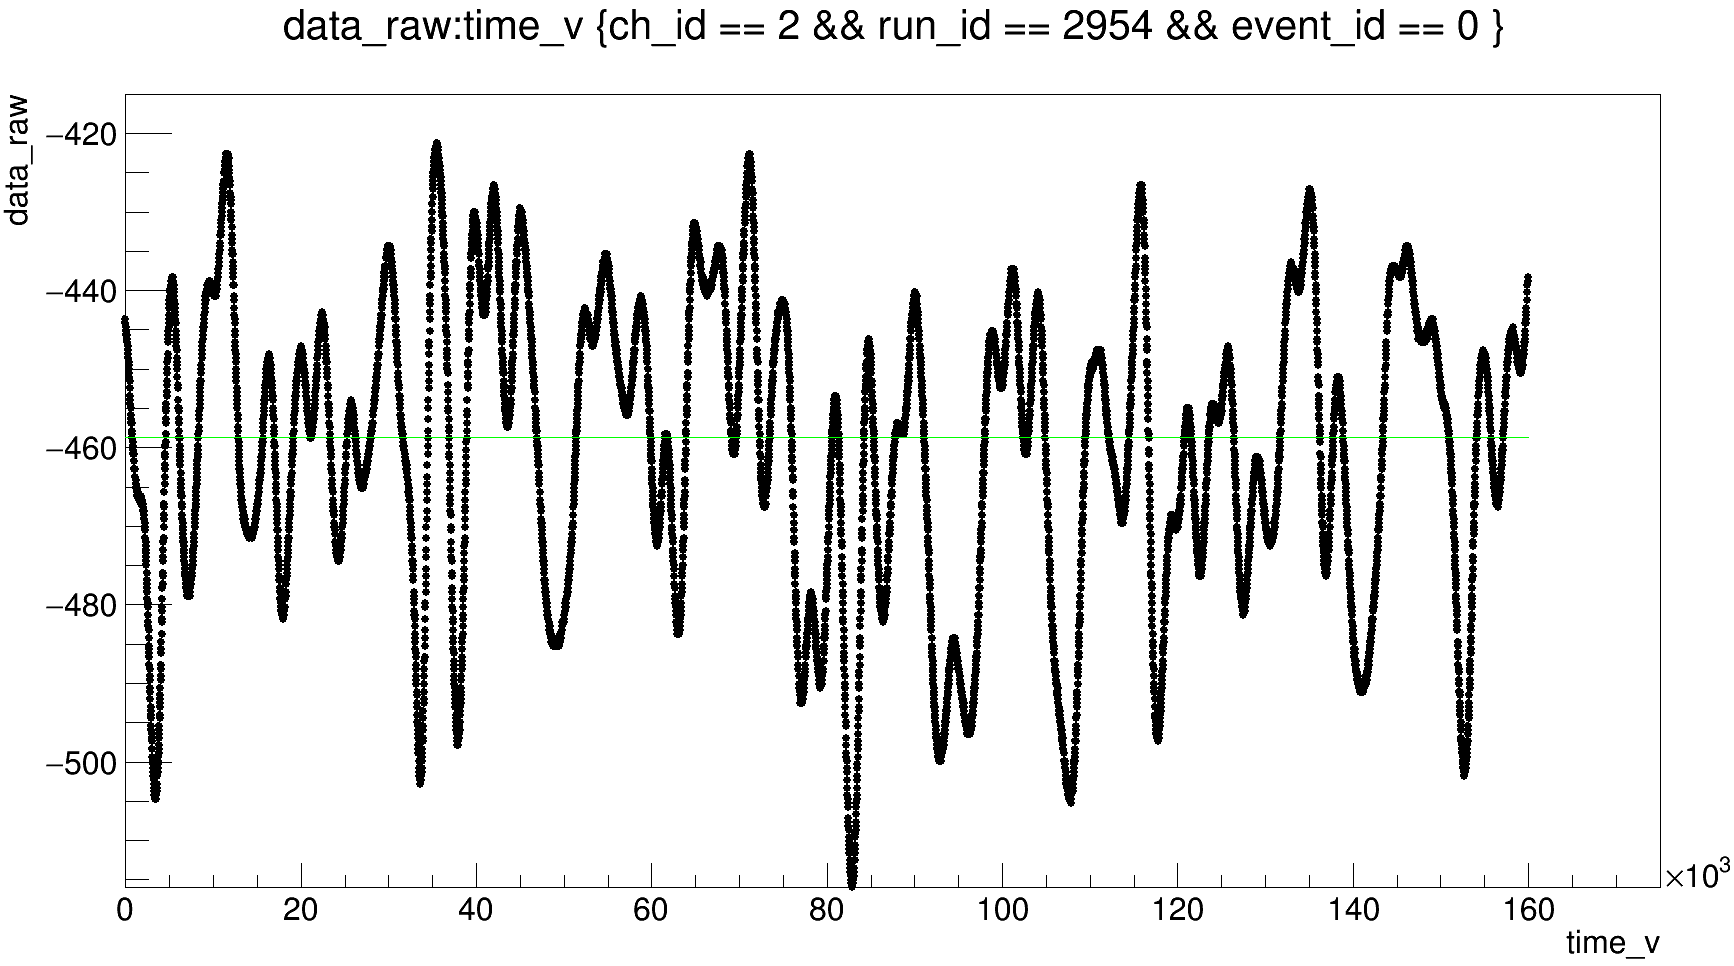 data_raw:time_v {ch_id == 2 && run_id == 2954 && event_id == 0 }
data_raw
−420
−440
−460
−480
−500
0 20 40 60 80 100 120 140 160
×10³
time_v